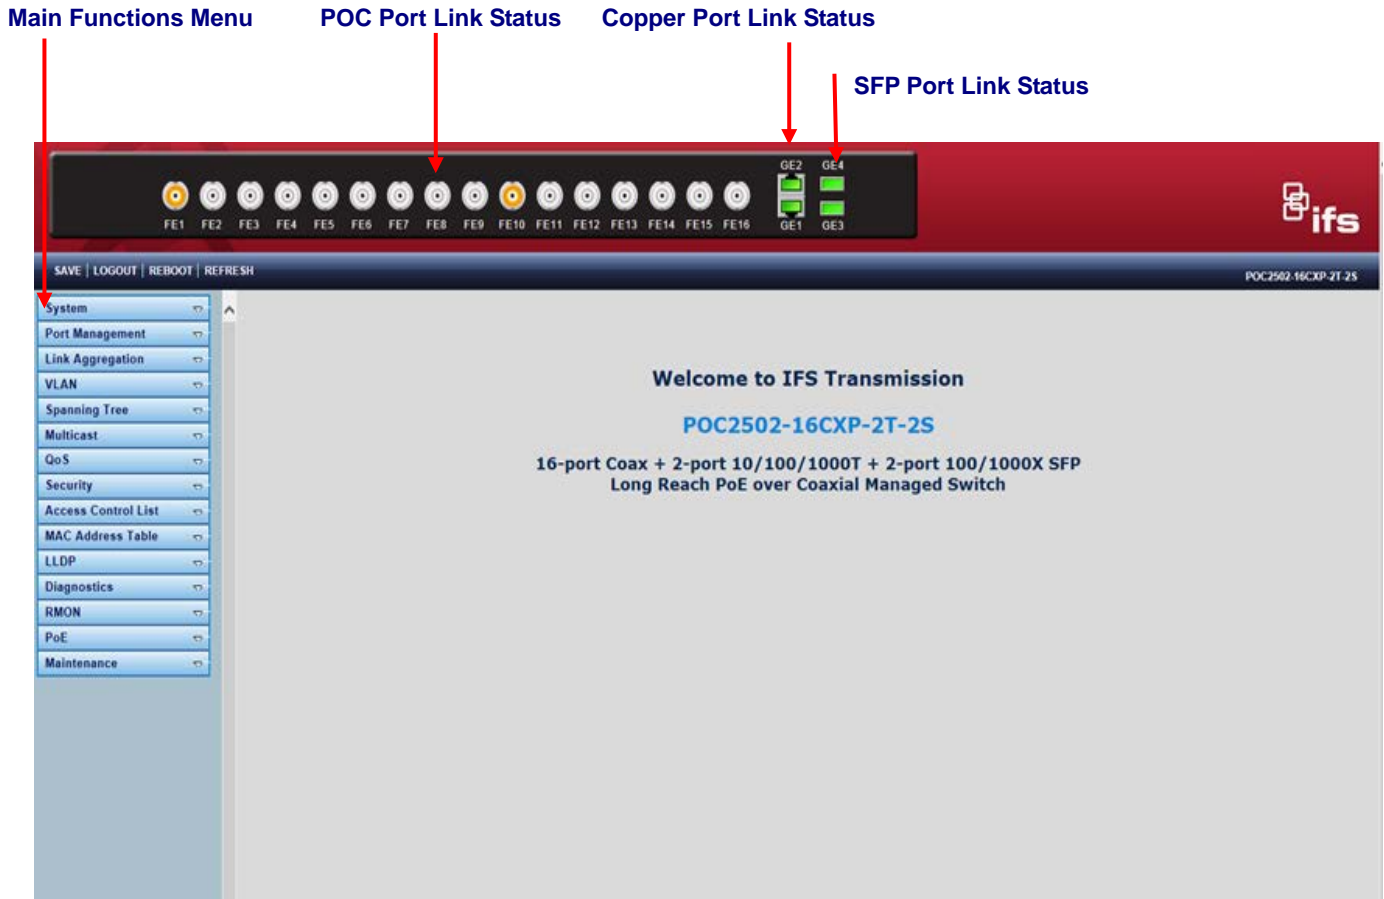 Main Functions Menu
POC Port Link Status
Copper Port Link Status
SFP Port Link Status
GE2 GE4
FE1 FE2 FE3 FE4 FE5 FE6 FE7 FE8 FE9 FE10 FE11 FE12 FE13 FE14 FE15 FE16 GE1 GE3
ifs
SAVE | LOGOUT | REBOOT | REFRESH
POC2502-16CXP-2T-2S
System
Port Management
Link Aggregation
VLAN
Spanning Tree
Multicast
QoS
Security
Access Control List
MAC Address Table
LLDP
Diagnostics
RMON
PoE
Maintenance
Welcome to IFS Transmission
POC2502-16CXP-2T-2S
16-port Coax + 2-port 10/100/1000T + 2-port 100/1000X SFP
Long Reach PoE over Coaxial Managed Switch